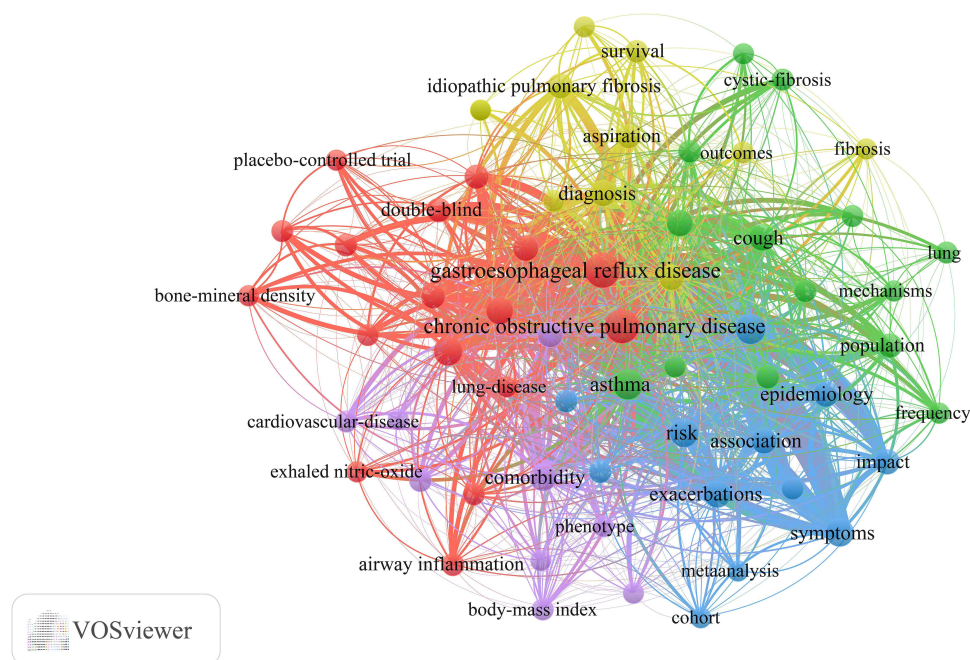 survival
cystic-fibrosis
idiopathic pulmonary fibrosis
aspiration
outcomes
fibrosis
placebo-controlled trial
diagnosis
double-blind
cough
lung
gastroesophageal reflux disease
mechanisms
bone-mineral density
chronic obstructive pulmonary disease
population
lung-disease
asthma
epidemiology
frequency
cardiovascular-disease
risk
association
impact
exhaled nitric-oxide
comorbidity
exacerbations
phenotype
symptoms
airway inflammation
metaanalysis
body-mass index
cohort
VOSviewer